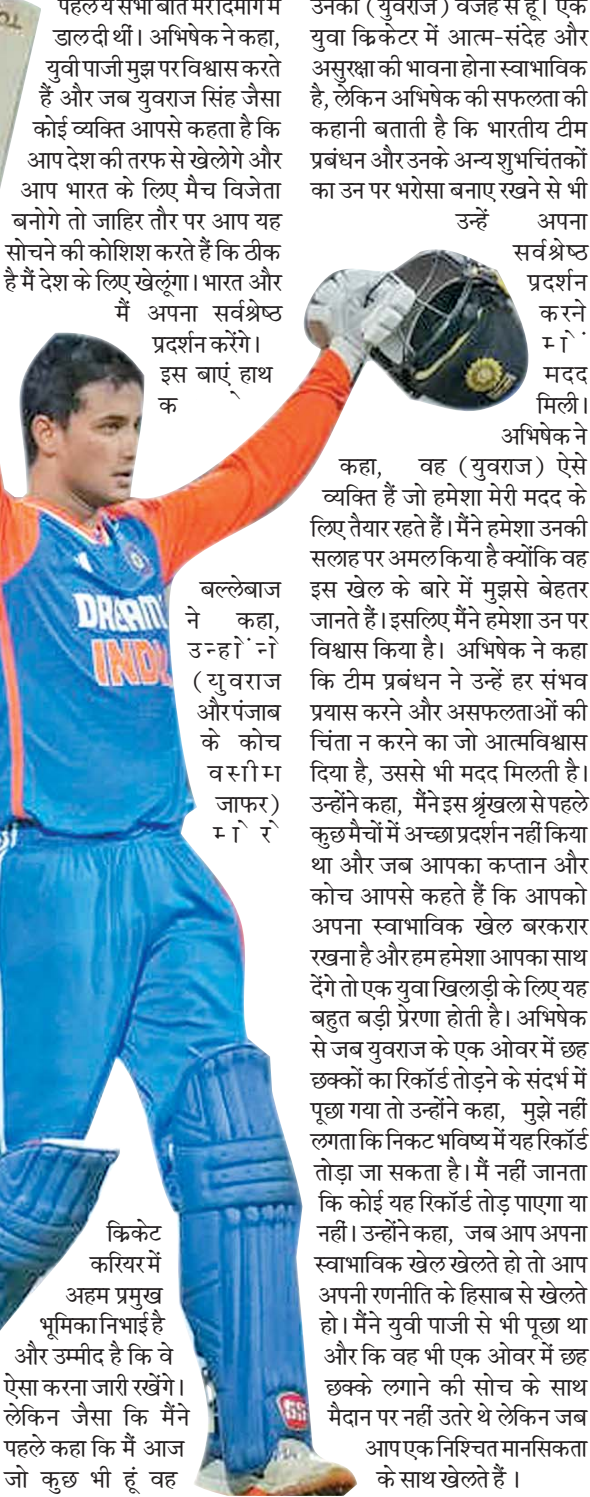 पहले ये सभी बातें मेरे दिमाग में
डाल दी थीं। अभिषेक ने कहा,
युवी पाजी मुझ पर विश्वास करते
हैं और जब युवराज सिंह जैसा
कोई व्यक्ति आपसे कहता है कि
आप देश की तरफ से खेलोगे और
आप भारत के लिए मैच विजेता
बनोगे तो जाहिर तौर पर आप यह
सोचने की कोशिश करते हैं कि ठीक
है मैं देश के लिए खेलूंगा। भारत और
मैं अपना सर्वश्रेष्ठ
प्रदर्शन करेंगे।
इस बाएं हाथ
के
बल्लेबाज
ने कहा,
उन्होंने
(युवराज
और पंजाब
के कोच
वसीम
जाफर)
मेरे
क्रिकेट
करियर में
अहम प्रमुख
भूमिका निभाई है
और उम्मीद है कि वे
ऐसा करना जारी रखेंगे।
लेकिन जैसा कि मैंने
पहले कहा कि मैं आज
जो कुछ भी हूं वह
उनकी (युवराज) वजह से हूं। एक
युवा क्रिकेटर में आत्म-संदेह और
असुरक्षा की भावना होना स्वाभाविक
है, लेकिन अभिषेक की सफलता की
कहानी बताती है कि भारतीय टीम
प्रबंधन और उनके अन्य शुभचिंतकों
का उन पर भरोसा बनाए रखने से भी
उन्हें अपना
सर्वश्रेष्ठ
प्रदर्शन
करने
में
मदद
मिली।
अभिषेक ने
कहा, वह (युवराज) ऐसे
व्यक्ति हैं जो हमेशा मेरी मदद के
लिए तैयार रहते हैं। मैंने हमेशा उनकी
सलाह पर अमल किया है क्योंकि वह
इस खेल के बारे में मुझसे बेहतर
जानते हैं। इसलिए मैंने हमेशा उन पर
विश्वास किया है। अभिषेक ने कहा
कि टीम प्रबंधन ने उन्हें हर संभव
प्रयास करने और असफलताओं की
चिंता न करने का जो आत्मविश्वास
दिया है, उससे भी मदद मिलती है।
उन्होंने कहा, मैंने इस श्रृंखला से पहले
कुछ मैचों में अच्छा प्रदर्शन नहीं किया
था और जब आपका कप्तान और
कोच आपसे कहते हैं कि आपको
अपना स्वाभाविक खेल बरकरार
रखना है और हम हमेशा आपका साथ
देंगे तो एक युवा खिलाड़ी के लिए यह
बहुत बड़ी प्रेरणा होती है। अभिषेक
से जब युवराज के एक ओवर में छह
छक्कों का रिकॉर्ड तोड़ने के संदर्भ में
पूछा गया तो उन्होंने कहा, मुझे नहीं
लगता कि निकट भविष्य में यह रिकॉर्ड
तोड़ा जा सकता है। मैं नहीं जानता
कि कोई यह रिकॉर्ड तोड़ पाएगा या
नहीं। उन्होंने कहा, जब आप अपना
स्वाभाविक खेल खेलते हो तो आप
अपनी रणनीति के हिसाब से खेलते
हो। मैंने युवी पाजी से भी पूछा था
और कि वह भी एक ओवर में छह
छक्के लगाने की सोच के साथ
मैदान पर नहीं उतरे थे लेकिन जब
आप एक निश्चित मानसिकता
के साथ खेलते हैं।
DREAM
INDI
SS